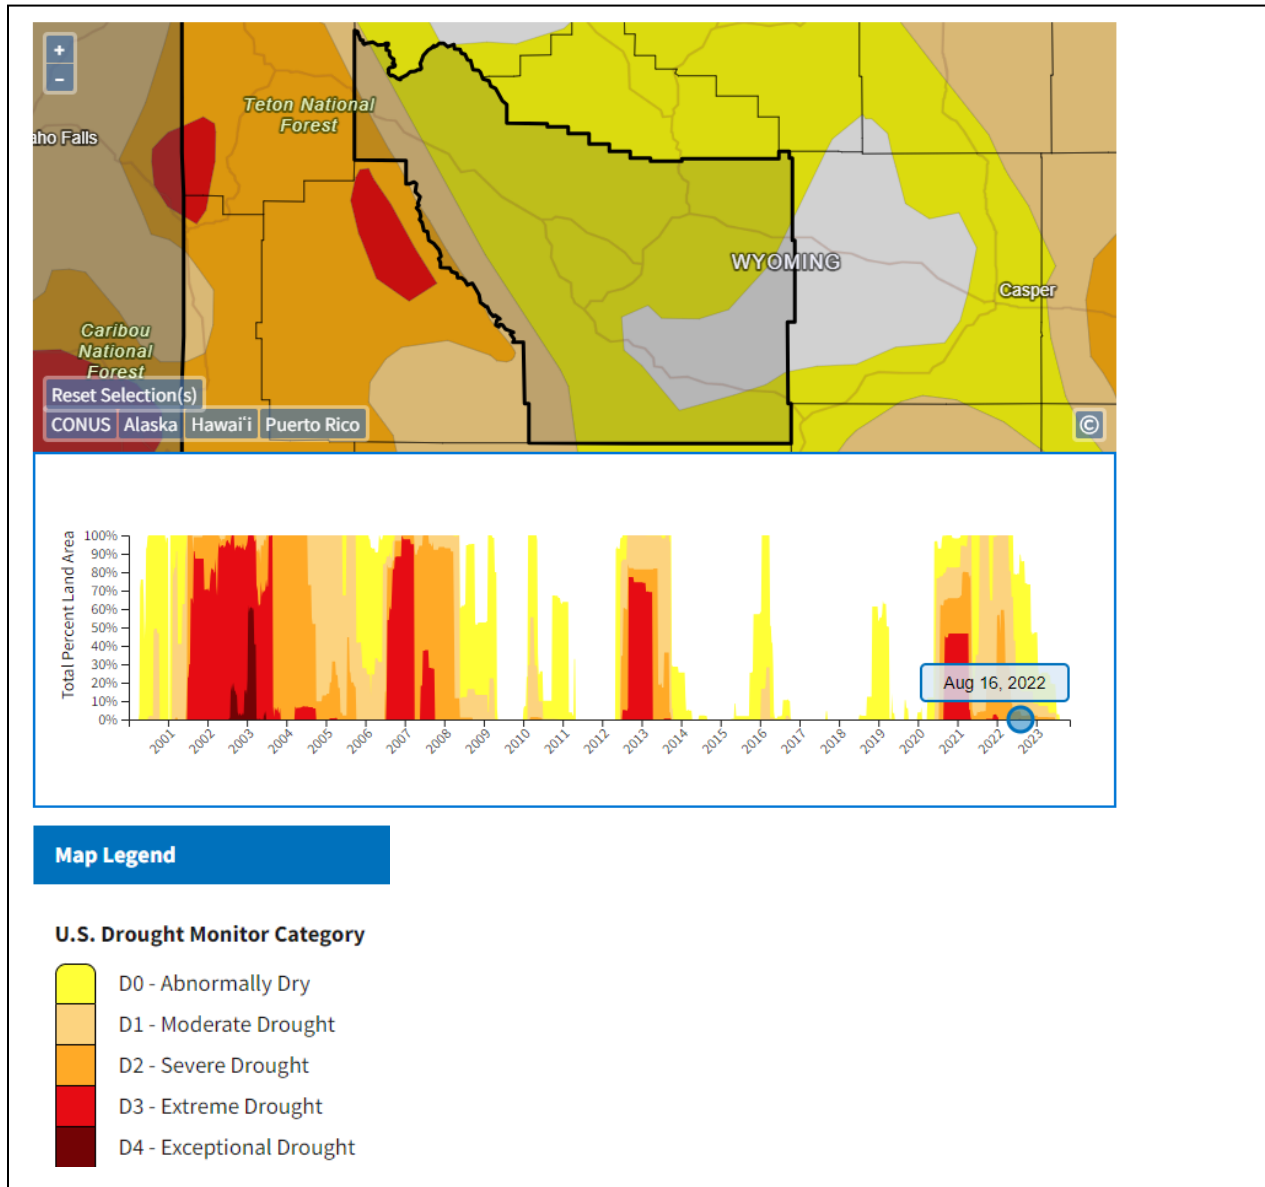 +
−
Teton National
Forest
aho Falls
WYOMING
Casper
Caribou
National
Forest
Reset Selection(s)
CONUS Alaska Hawaiʻi Puerto Rico
©
Total Percent Land Area
100%
90%
80%
70%
60%
50%
40%
30%
20%
10%
0%
Aug 16, 2022
2001 2002 2003 2004 2005 2006 2007 2008 2009 2010 2011 2012 2013 2014 2015 2016 2017 2018 2019 2020 2021 2022 2023
Map Legend
U.S. Drought Monitor Category
D0 - Abnormally Dry
D1 - Moderate Drought
D2 - Severe Drought
D3 - Extreme Drought
D4 - Exceptional Drought